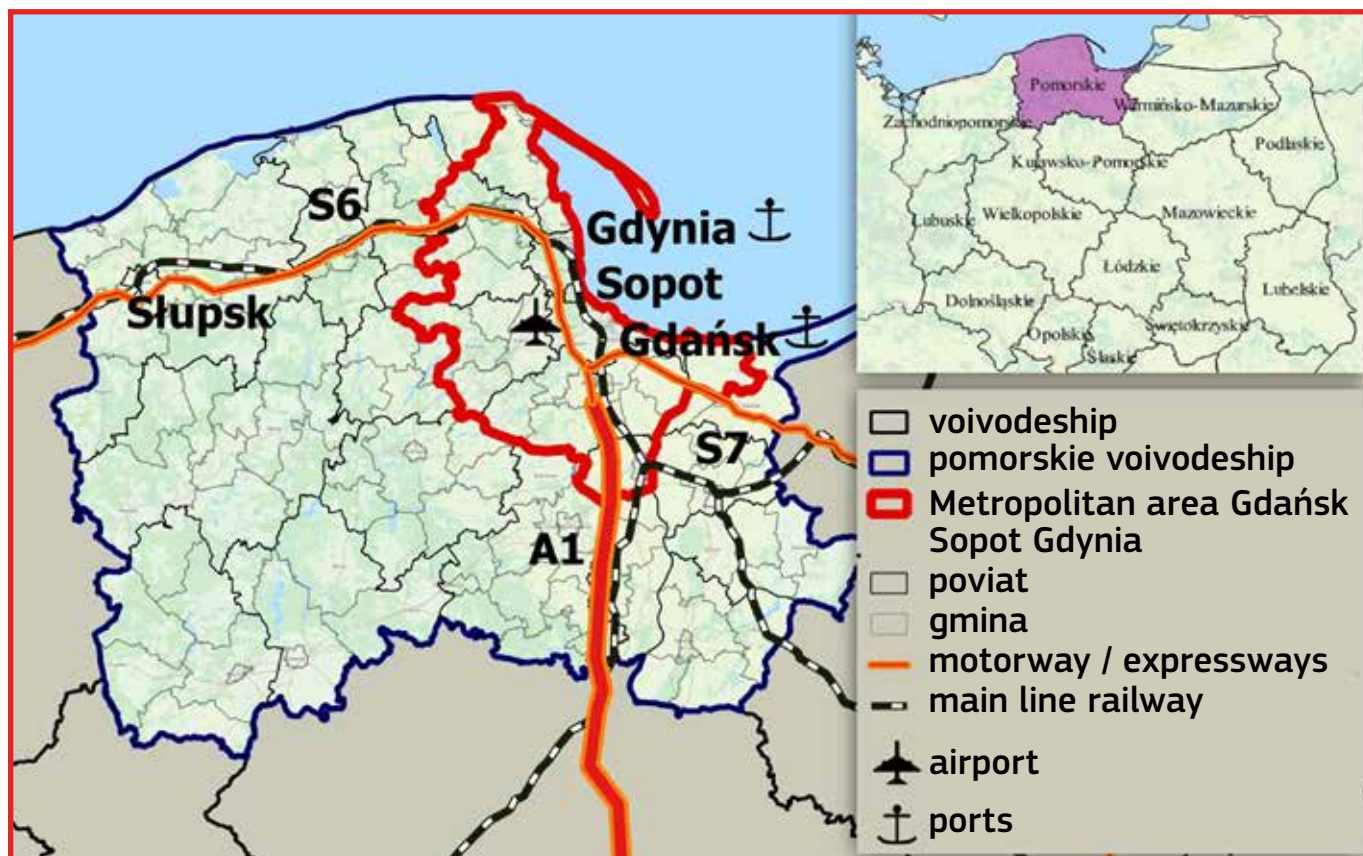 S6
Słupsk
Gdynia
Sopot
Gdańsk
S7
A1
Pomorskie
Warmińsko-Mazurskie
Zachodniopomorskie
Podlaskie
Kujawsko-Pomorskie
Lubuskie
Wielkopolskie
Mazowieckie
Łódzkie
Dolnośląskie
Lubelskie
Opolskie
Świętokrzyskie
Śląskie
voivodeship
pomorskie voivodeship
Metropolitan area Gdańsk
Sopot Gdynia
poviat
gmina
motorway / expressways
main line railway
airport
ports